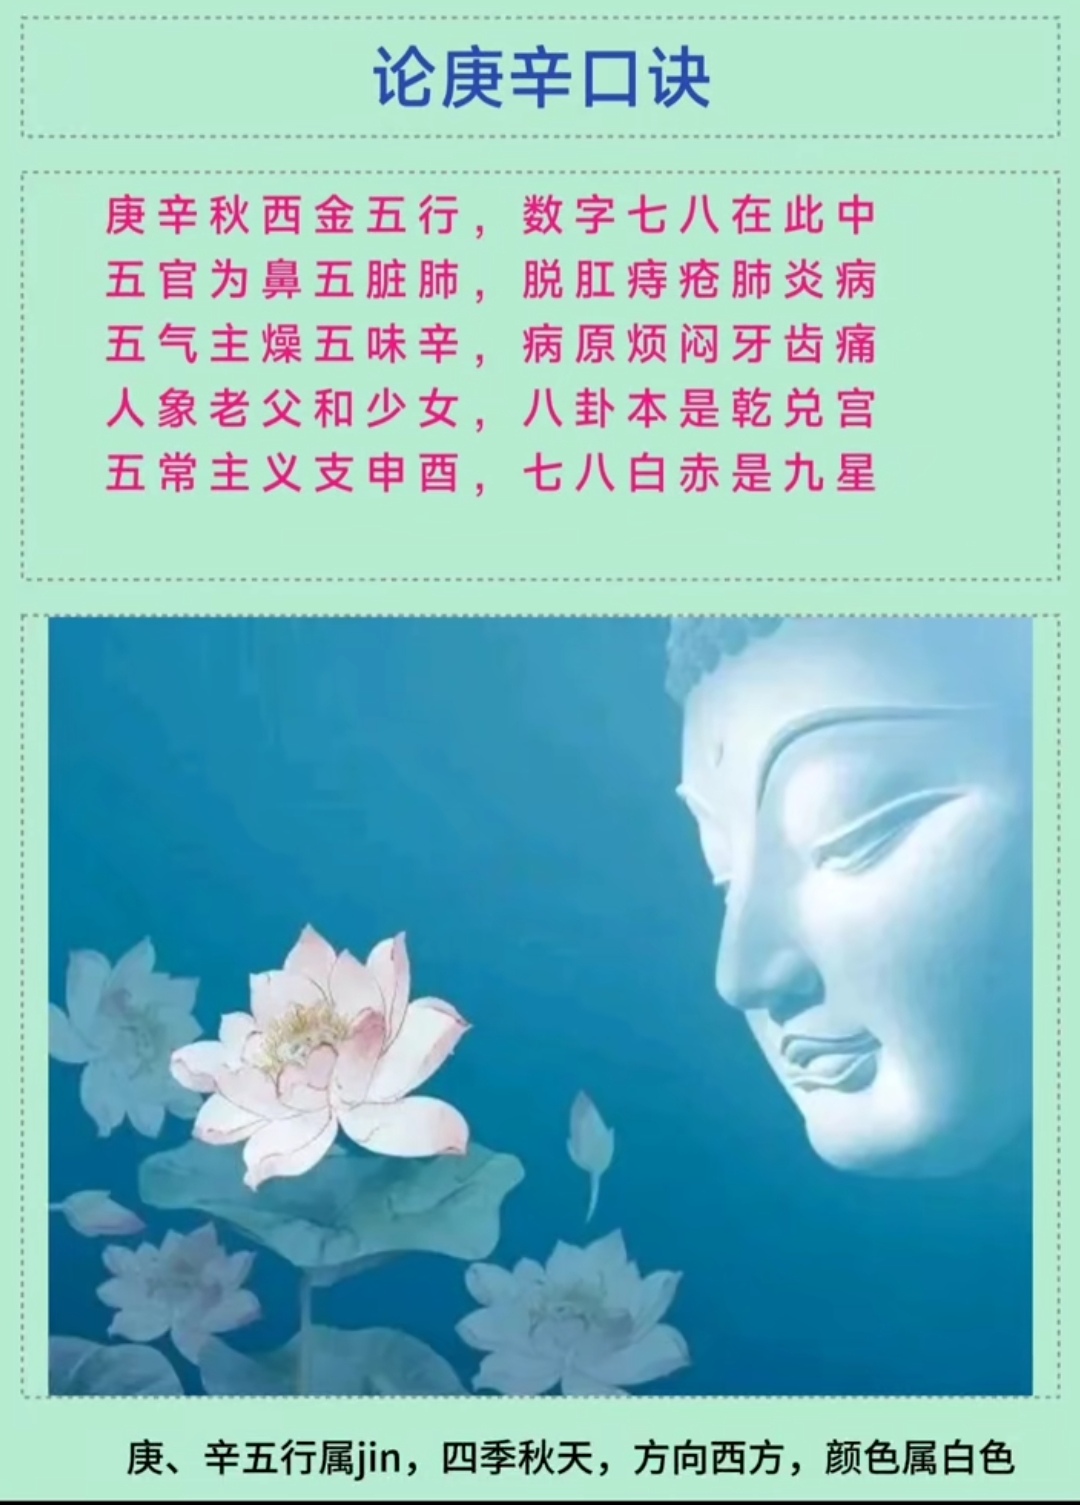 论庚辛口诀
庚辛秋西金五行，数字七八在此中
五官为鼻五脏肺，脱肛痔疮肺炎病
五气主燥五味辛，病原烦闷牙齿痛
人象老父和少女，八卦本是乾兑宫
五常主义支申酉，七八白赤是九星
庚、辛五行属jin，四季秋天，方向西方，颜色属白色